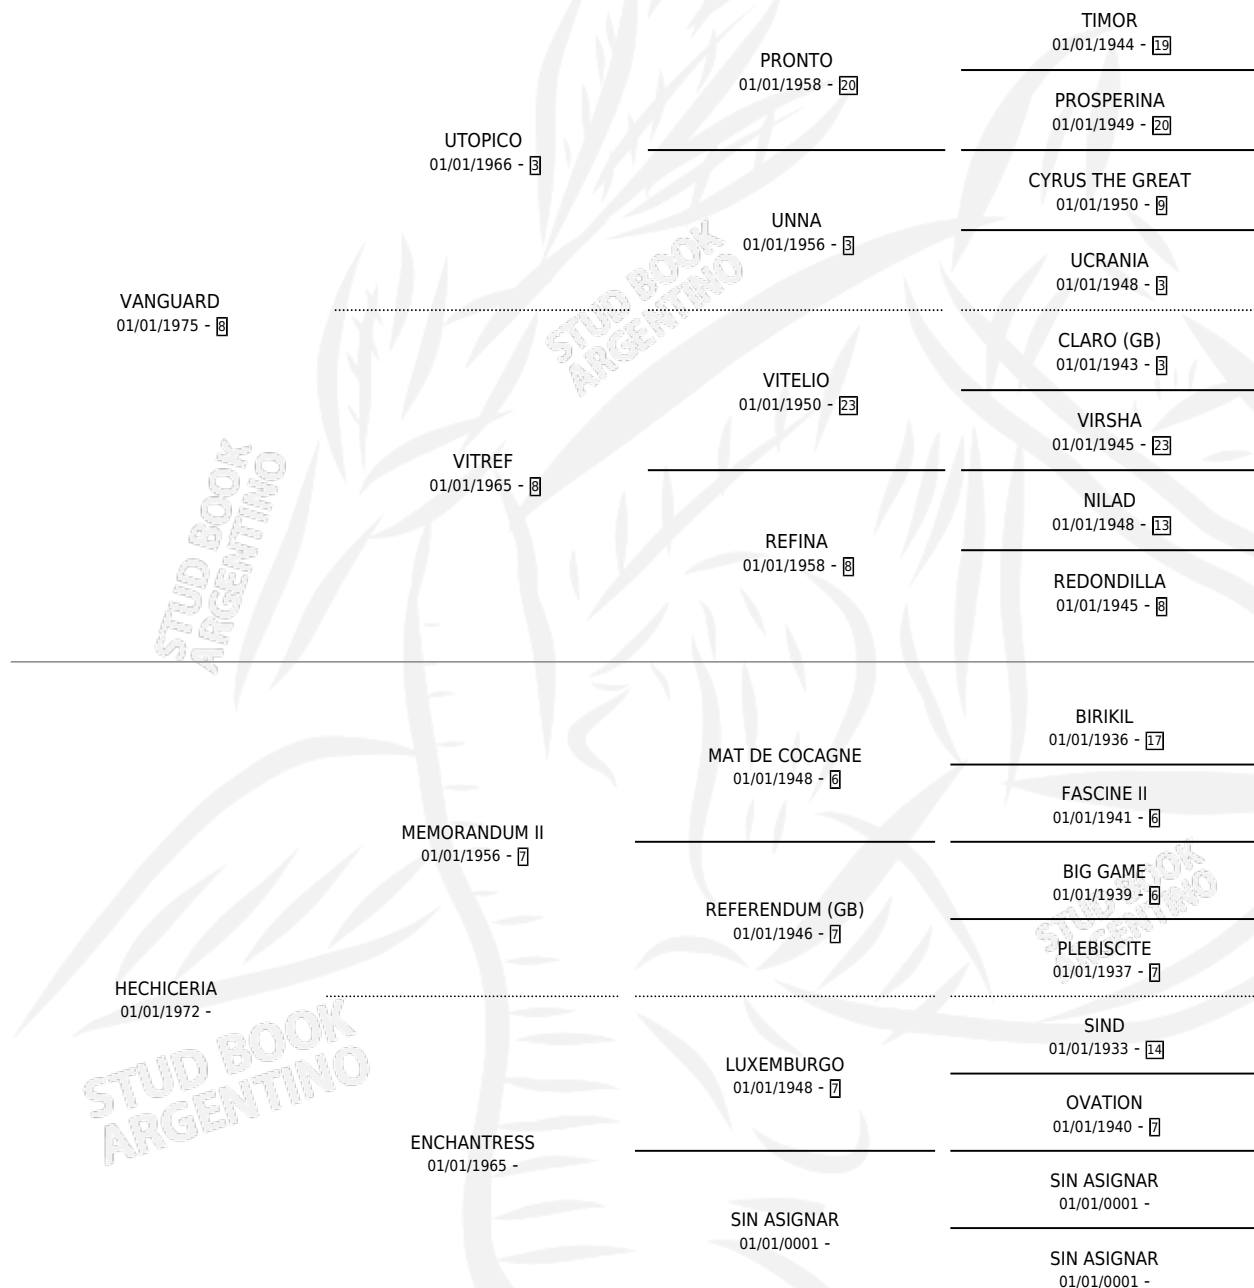 TIMOR
01/01/1944 - 19
PRONTO
01/01/1958 - 20
PROSPERINA
01/01/1949 - 20
UTOPICO
01/01/1966 - 3
CYRUS THE GREAT
01/01/1950 - 9
UNNA
01/01/1956 - 3
UCRANIA
01/01/1948 - 3
VANGUARD
01/01/1975 - 8
CLARO (GB)
01/01/1943 - 3
VITELIO
01/01/1950 - 23
VIRSHA
01/01/1945 - 23
VITREF
01/01/1965 - 8
NILAD
01/01/1948 - 13
REFINA
01/01/1958 - 8
REDONDILLA
01/01/1945 - 8
STUD BOOK
ARGENTINO
STUD BOOK
ARGENTINO
BIRIKIL
01/01/1936 - 17
MAT DE COCAGNE
01/01/1948 - 6
FASCINE II
01/01/1941 - 6
MEMORANDUM II
01/01/1956 - 7
BIG GAME
01/01/1939 - 6
REFERENDUM (GB)
01/01/1946 - 7
PLEBISCITE
01/01/1937 - 7
HECHICERIA
01/01/1972 -
SIND
01/01/1933 - 14
LUXEMBURGO
01/01/1948 - 7
OVATION
01/01/1940 - 7
ENCHANTRESS
01/01/1965 -
SIN ASIGNAR
01/01/0001 -
SIN ASIGNAR
01/01/0001 -
SIN ASIGNAR
01/01/0001 -
STUD BOOK
ARGENTINO
STUD BOOK
ARGENTINO